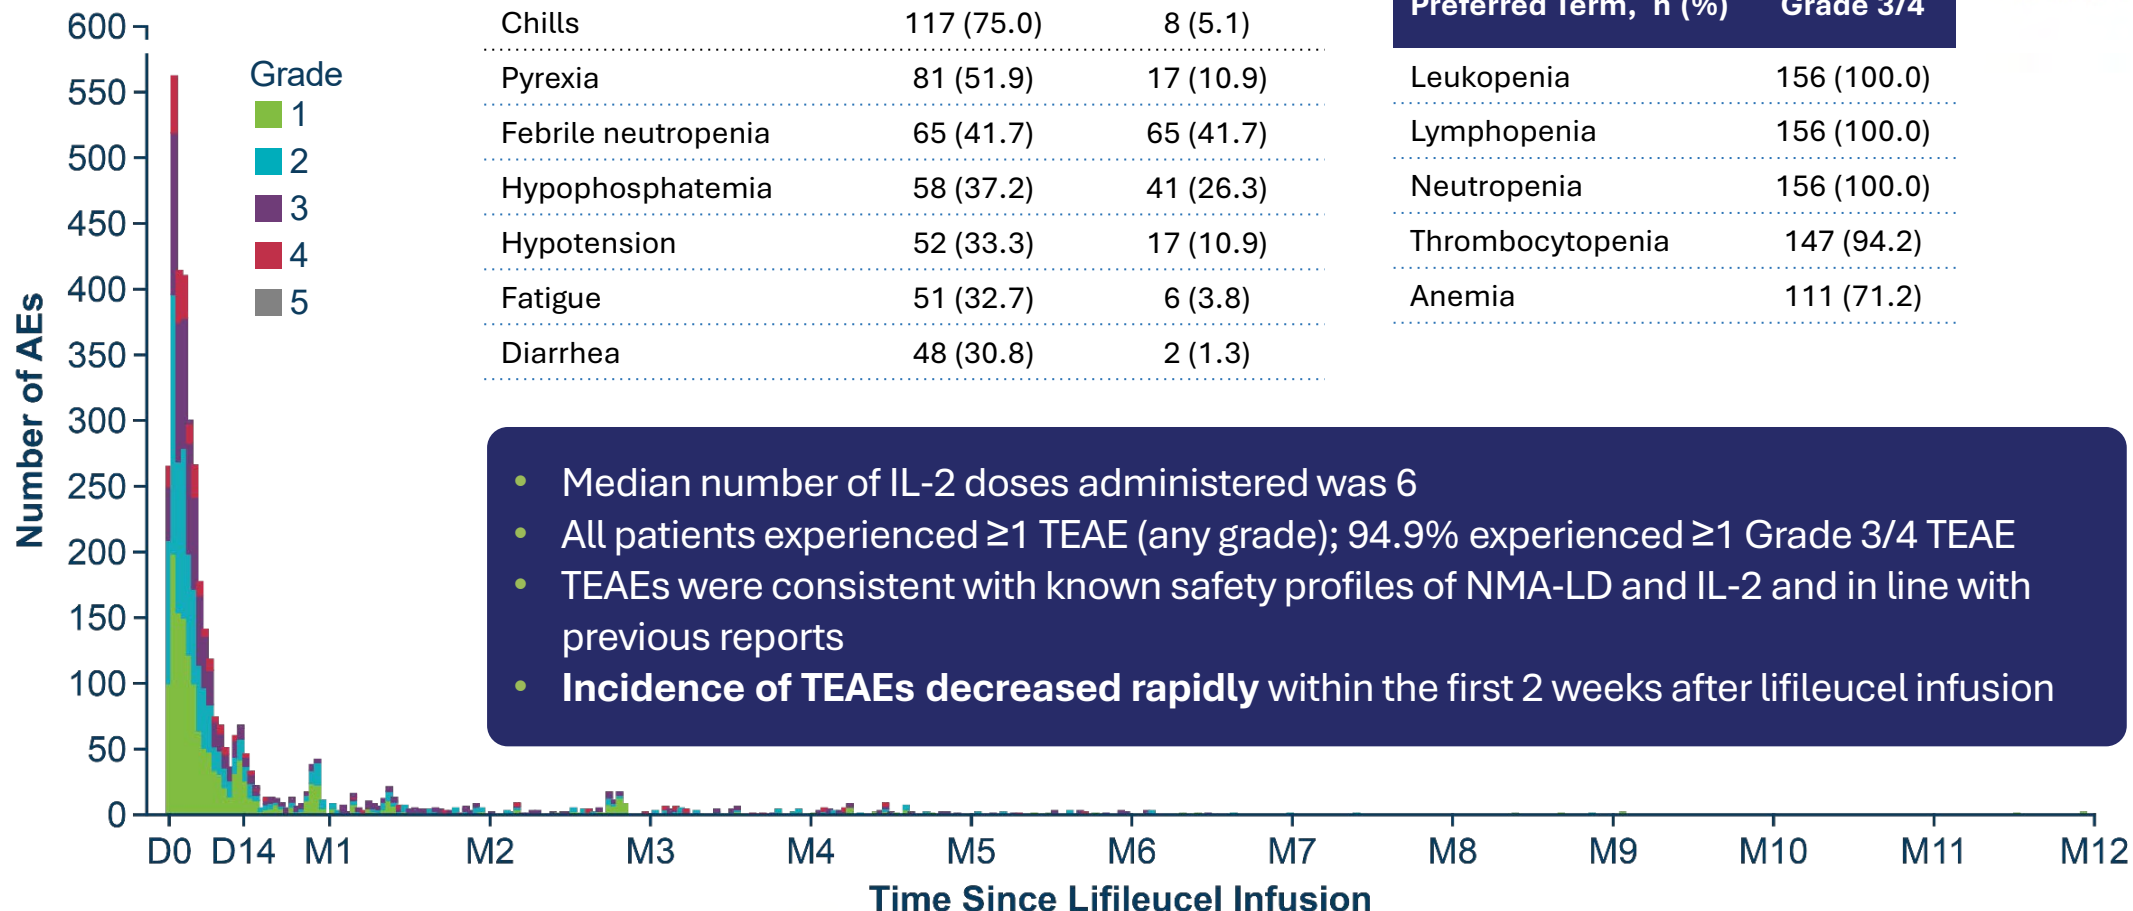 Chills 117 (75.0) 8 (5.1)
Pyrexia 81 (51.9) 17 (10.9)
Febrile neutropenia 65 (41.7) 65 (41.7)
Hypophosphatemia 58 (37.2) 41 (26.3)
Hypotension 52 (33.3) 17 (10.9)
Fatigue 51 (32.7) 6 (3.8)
Diarrhea 48 (30.8) 2 (1.3)
Preferred Term, n (%) Grade 3/4
Leukopenia 156 (100.0)
Lymphopenia 156 (100.0)
Neutropenia 156 (100.0)
Thrombocytopenia 147 (94.2)
Anemia 111 (71.2)
Grade
1
2
3
4
5
Number of AEs
600
550
500
450
400
350
300
250
200
150
100
50
0
• Median number of IL-2 doses administered was 6
• All patients experienced ≥1 TEAE (any grade); 94.9% experienced ≥1 Grade 3/4 TEAE
• TEAEs were consistent with known safety profiles of NMA-LD and IL-2 and in line with
previous reports
• Incidence of TEAEs decreased rapidly within the first 2 weeks after lifileucel infusion
D0 D14 M1 M2 M3 M4 M5 M6 M7 M8 M9 M10 M11 M12
Time Since Lifileucel Infusion